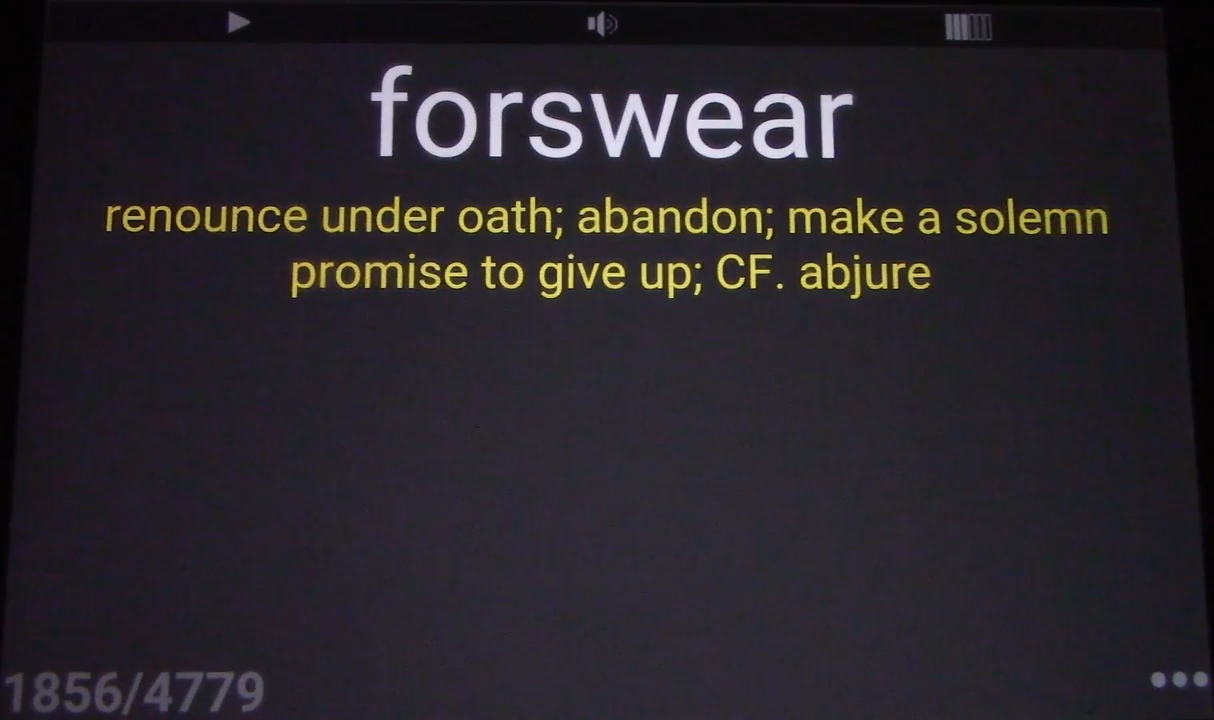 forswear
renounce under oath; abandon; make a solemn
promise to give up; CF. abjure
1856/4779